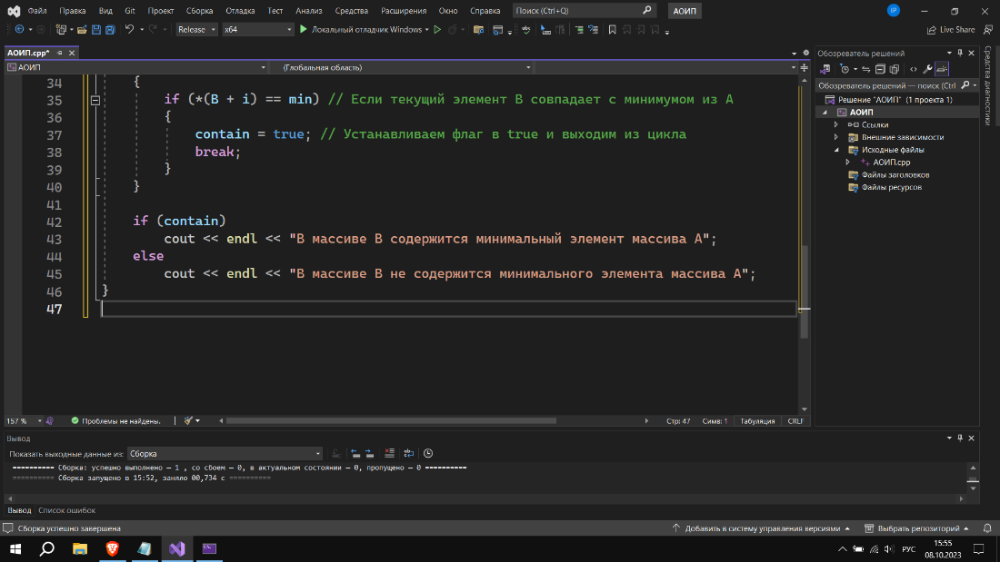 Файл Правка Вид Git Проект Сборка Отладка Тест Анализ Средства Расширения Окно Справка Поиск (Ctrl+Q) АОИП IP
Release x64 Локальный отладчик Windows Live Share
АОИП.cpp* Обозреватель решений
АОИП (Глобальная область)
Обозреватель решений — поиск (Ctrl
Решение "АОИП" (1 проекта 1)
АОИП
Ссылки
Внешние зависимости
Исходные файлы
АОИП.cpp
Файлы заголовков
Файлы ресурсов
Средства диагностики
34 {
35 if (*(B + i) == min) // Если текущий элемент B совпадает с минимумом из A
36 {
37 contain = true; // Устанавливаем флаг в true и выходим из цикла
38 break;
39 }
40 }
41
42 if (contain)
43 cout << endl << "В массиве B содержится минимальный элемент массива A";
44 else
45 cout << endl << "В массиве B не содержится минимального элемента массива A";
46 }
47
157 % Проблемы не найдены. Стр: 47 Симв: 1 Табуляция CRLF
Вывод
Показать выходные данные из: Сборка
========== Сборка: успешно выполнено — 1 , со сбоем — 0, в актуальном состоянии — 0, пропущено — 0 ==========
========== Сборка запущено в 15:52, заняло 00,734 с ==========
Вывод Список ошибок
Сборка успешно завершена Добавить в систему управления версиями Выбрать репозиторий
РУС 15:55
08.10.2023